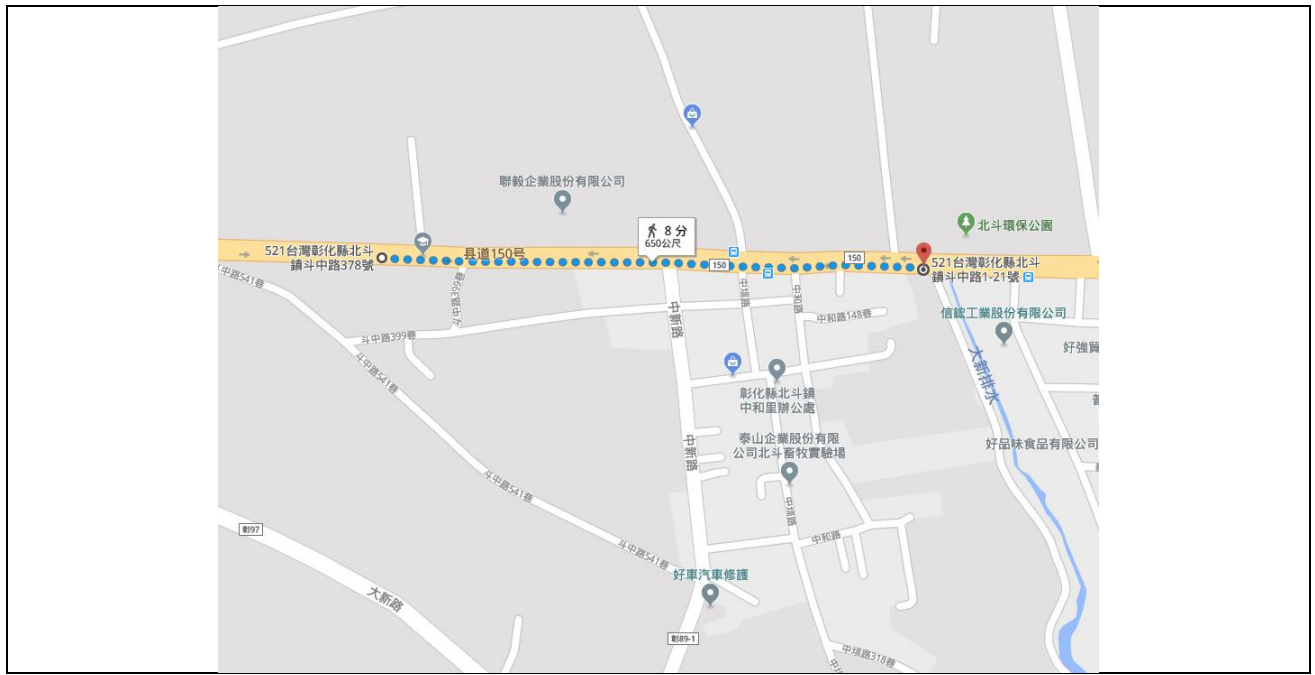 聯毅企業股份有限公司
8 分
650公尺
北斗環保公園
521台灣彰化縣北斗
鎮斗中路378號
县道150号
150
150
521台灣彰化縣北斗
鎮斗中路1-21號
中路541巷
斗中路399巷
中新路
中埔路
中和路
中和路148巷
信鋐工業股份有限公司
斗中路399巷
好強貿
大新排水
斗中路541巷
彰化縣北斗鎮
中和里辦公處
中新路
泰山企業股份有限
公司北斗畜牧實驗場
好品味食品有限公司
斗中路541巷
中埔路
彰97
中和路
斗中路541巷
好車汽車修護
大新路
彰89-1
中埔路318巷